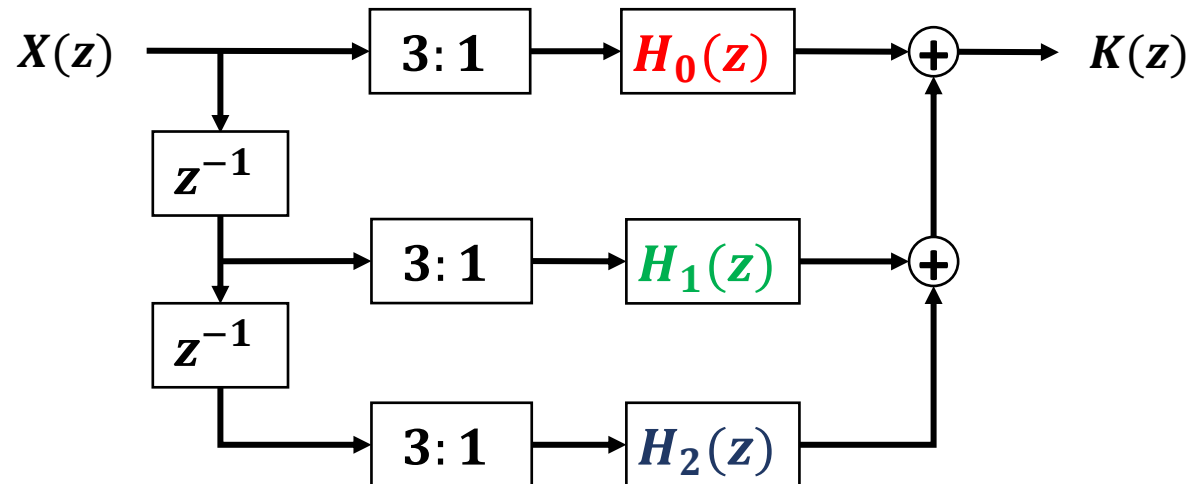 X(z) 3:1 H₀(z) + K(z)
z⁻¹
3:1 H₁(z) +
z⁻¹
3:1 H₂(z)